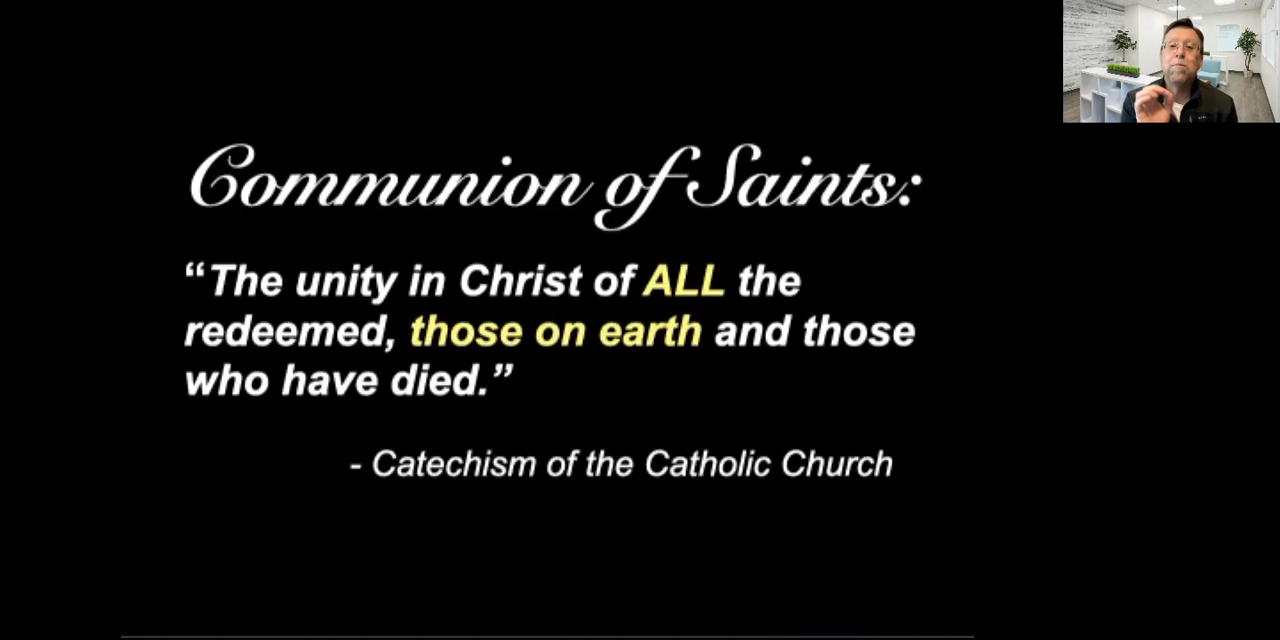 Communion of Saints:
“The unity in Christ of ALL the
redeemed, those on earth and those
who have died.”
- Catechism of the Catholic Church